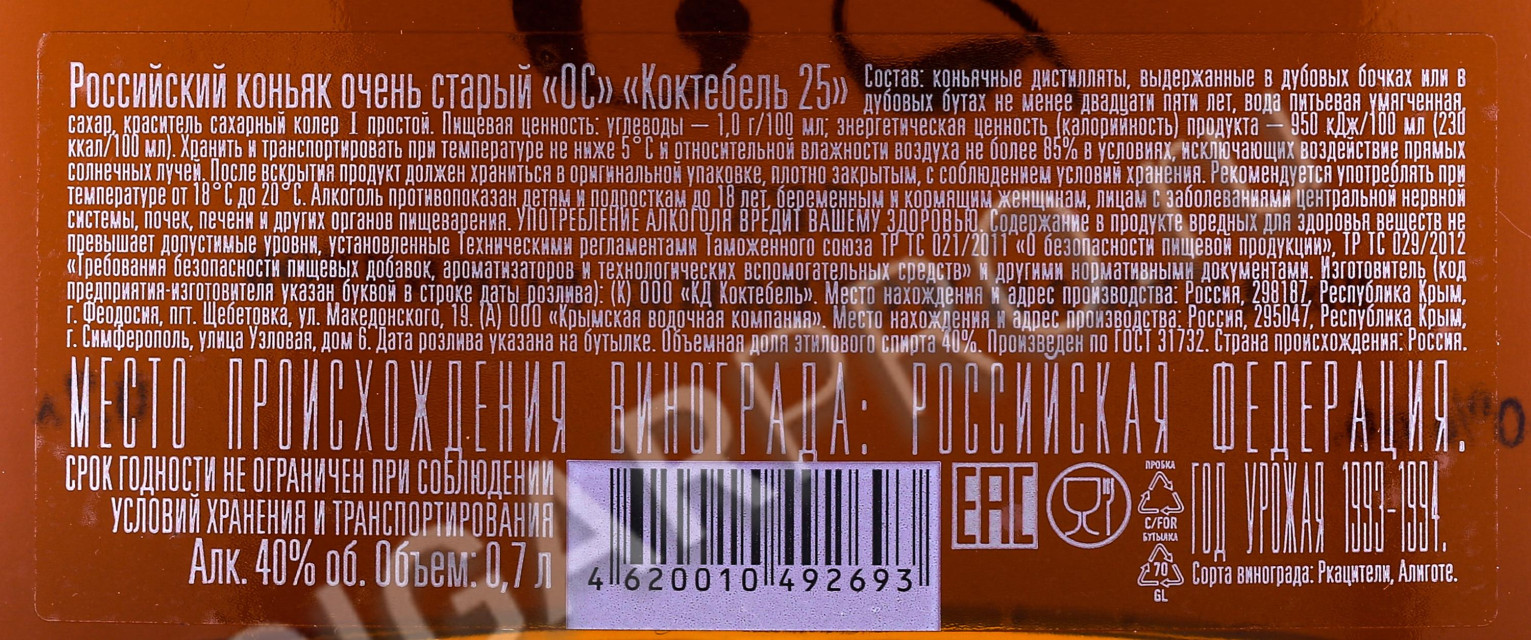 Российский коньяк очень старый «ОС» «Коктебель 25» Состав: коньячные дистилляты, выдержанные в дубовых бочках или в
дубовых бутах не менее двадцати пяти лет, вода питьевая умягченная,
сахар, краситель сахарный колер I простой. Пищевая ценность: углеводы – 1,0 г/100 мл; энергетическая ценность (калорийность) продукта – 950 кДж/100 мл (230
ккал/100 мл). Хранить и транспортировать при температуре не ниже 5°С и относительной влажности воздуха не более 85% в условиях, исключающих воздействие прямых
солнечных лучей. После вскрытия продукт должен храниться в оригинальной упаковке, плотно закрытым, с соблюдением условий хранения. Рекомендуется употреблять при
температуре от 18°С до 20°С. Алкоголь противопоказан детям и подросткам до 18 лет, беременным и кормящим женщинам, лицам с заболеваниями центральной нервной
системы, почек, печени и других органов пищеварения. УПОТРЕБЛЕНИЕ АЛКОГОЛЯ ВРЕДИТ ВАШЕМУ ЗДОРОВЬЮ. Содержание в продукте вредных для здоровья веществ не
превышает допустимые уровни, установленные Техническими регламентами Таможенного союза ТР ТС 021/2011 «О безопасности пищевой продукции», ТР ТС 029/2012
«Требования безопасности пищевых добавок, ароматизаторов и технологических вспомогательных средств» и другими нормативными документами. Изготовитель (код
предприятия-изготовителя указан буквой в строке даты розлива): (К) ООО «КД Коктебель». Место нахождения и адрес производства: Россия, 298187, Республика Крым,
г. Феодосия, пгт. Щебетовка, ул. Македонского, 19. (А) ООО «Крымская водочная компания». Место нахождения и адрес производства: Россия, 295047, Республика Крым,
г. Симферополь, улица Узловая, дом 6. Дата розлива указана на бутылке. Объемная доля этилового спирта 40%. Произведен по ГОСТ 31732. Страна происхождения: Россия.
МЕСТО ПРОИСХОЖДЕНИЯ ВИНОГРАДА: РОССИЙСКАЯ ФЕДЕРАЦИЯ.
СРОК ГОДНОСТИ НЕ ОГРАНИЧЕН ПРИ СОБЛЮДЕНИИ
УСЛОВИЙ ХРАНЕНИЯ И ТРАНСПОРТИРОВАНИЯ
Алк. 40% об. Объем: 0,7 л
4 620010 492693
EAC
ПРОБКА
C/FOR
БУТЫЛКА
70
GL
ГОД УРОЖАЯ 1993-1994.
Сорта винограда: Ркацители, Алиготе.
CIGARPRO.RU